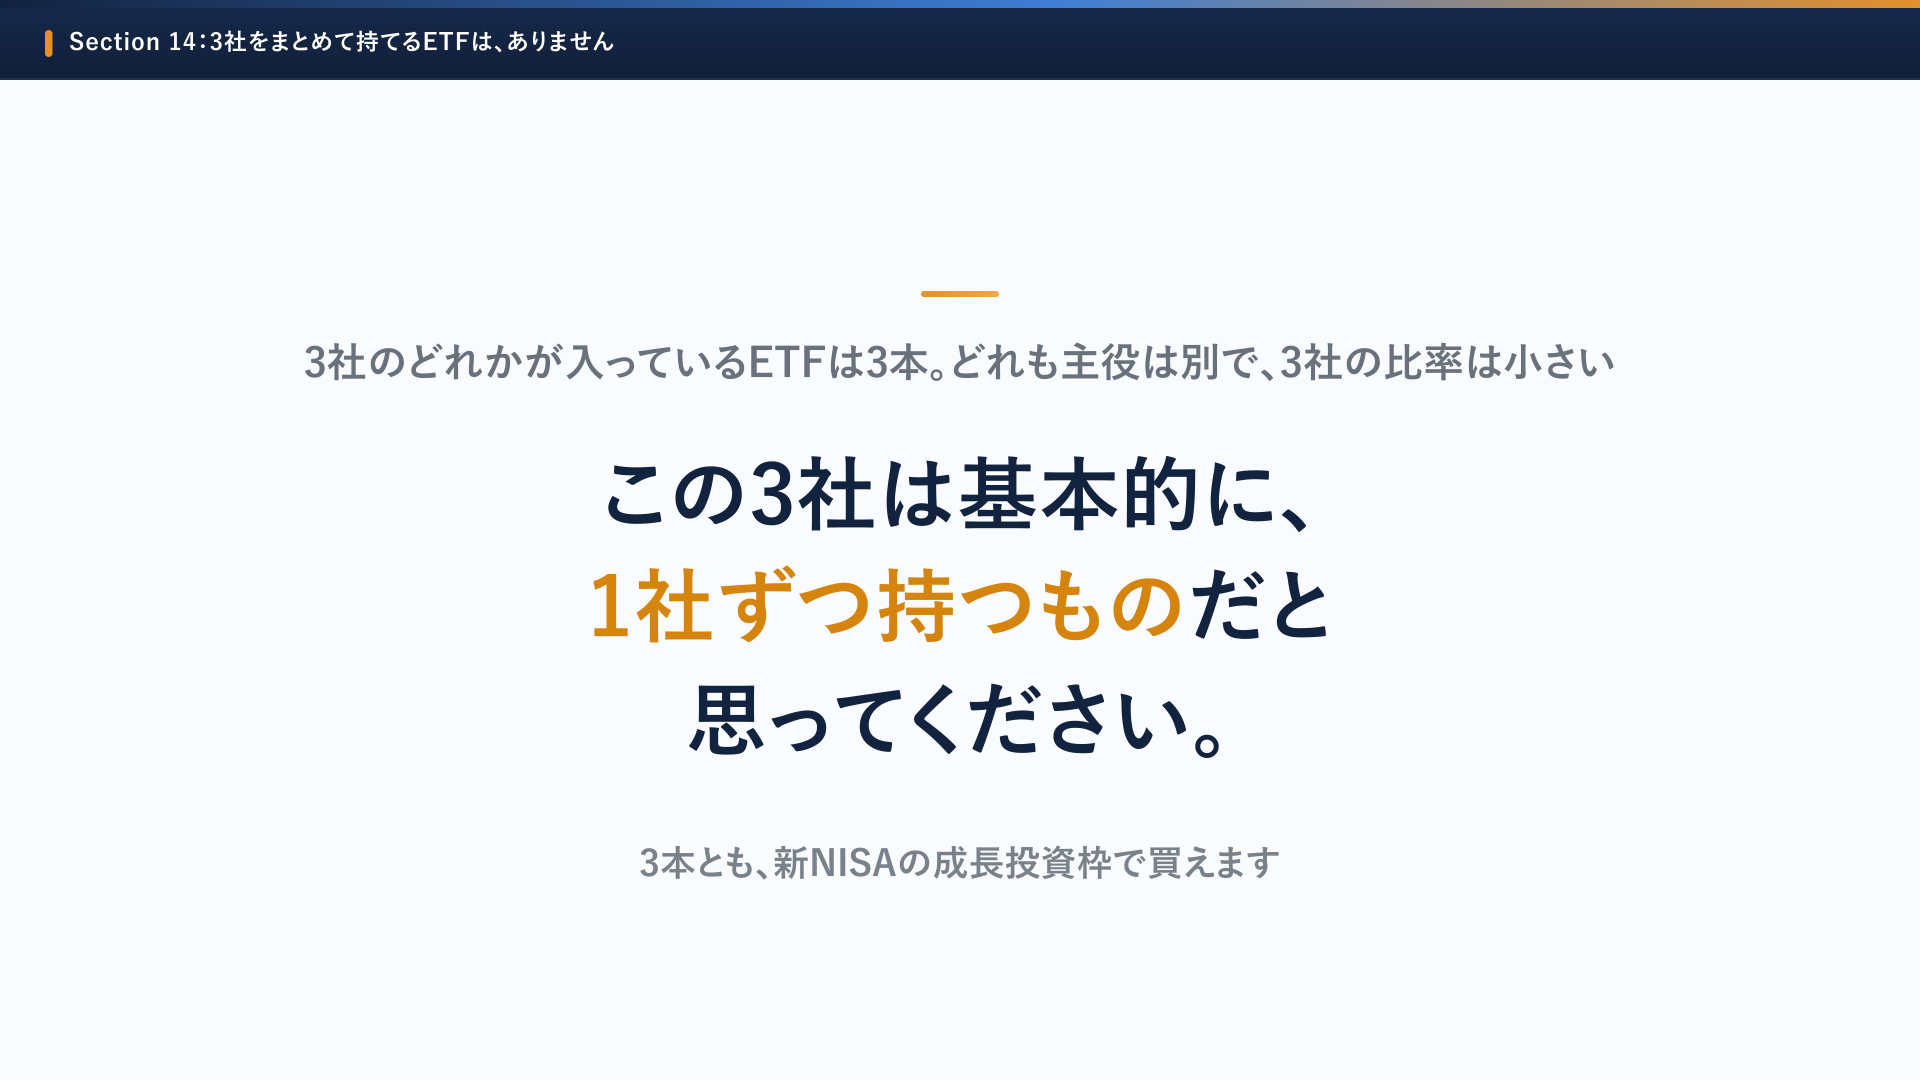 Section 14：3社をまとめて持てるETFは、ありません
3社のどれかが入っているETFは3本。どれも主役は別で、3社の比率は小さい
この3社は基本的に、
1社ずつ持つものだと
思ってください。
3本とも、新NISAの成長投資枠で買えます